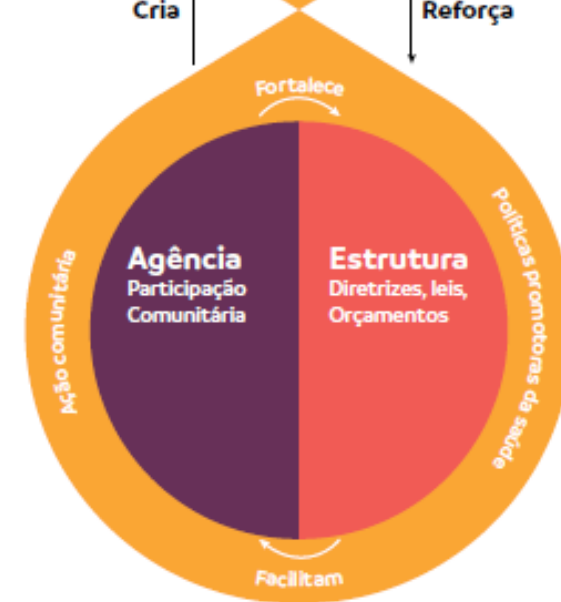 Cria
Reforça
Fortalece
Ação comunitária
Agência
Participação
Comunitária
Estrutura
Diretrizes, leis,
Orçamentos
Políticas promotoras da saúde
Facilitam